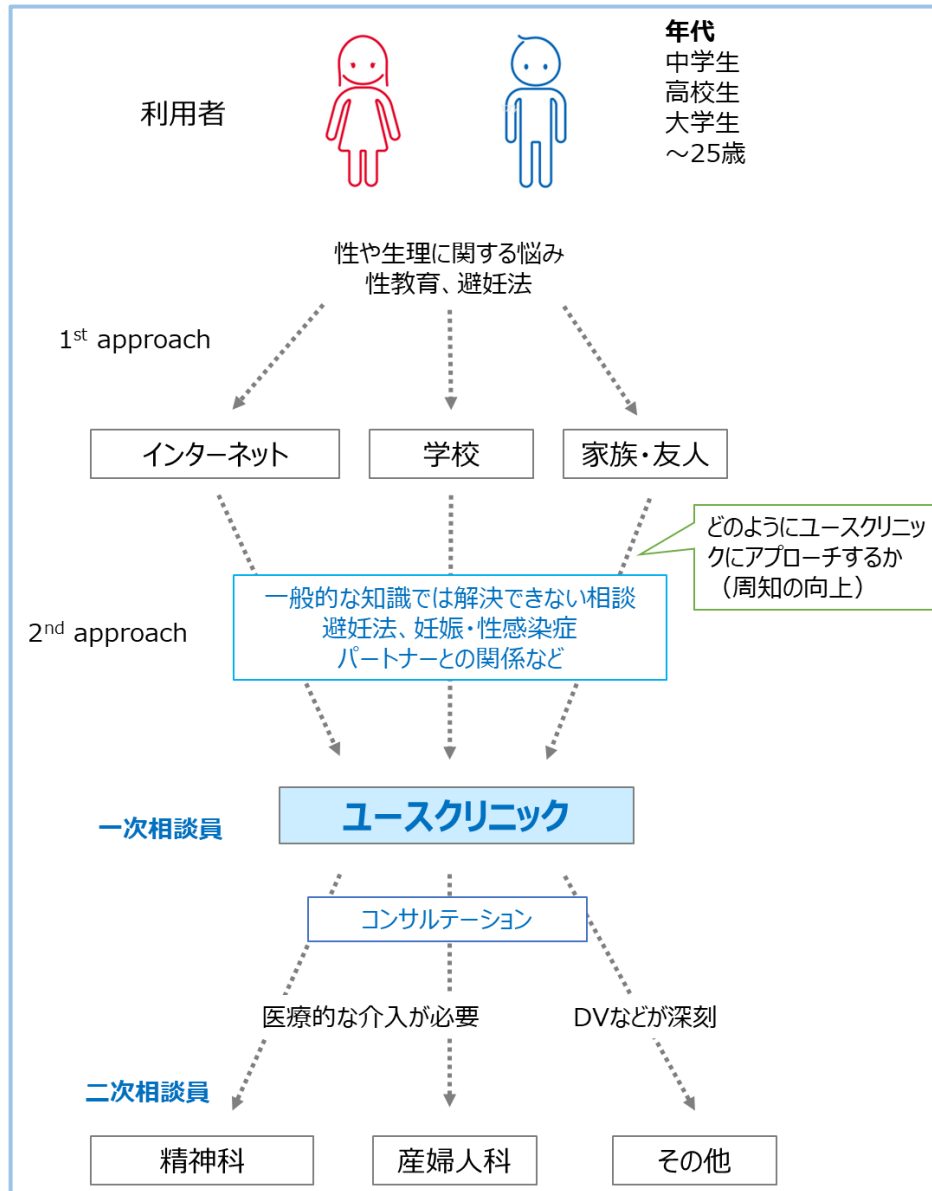 年代
中学生
高校生
大学生
～25歳
利用者
性や生理に関する悩み
性教育、避妊法
1st approach
インターネット
学校
家族・友人
どのようにユースクリニッ
クにアプローチするか
（周知の向上）
一般的な知識では解決できない相談
避妊法、妊娠・性感染症
パートナーとの関係など
2nd approach
ユースクリニック
一次相談員
コンサルテーション
医療的な介入が必要
DVなどが深刻
二次相談員
精神科
産婦人科
その他